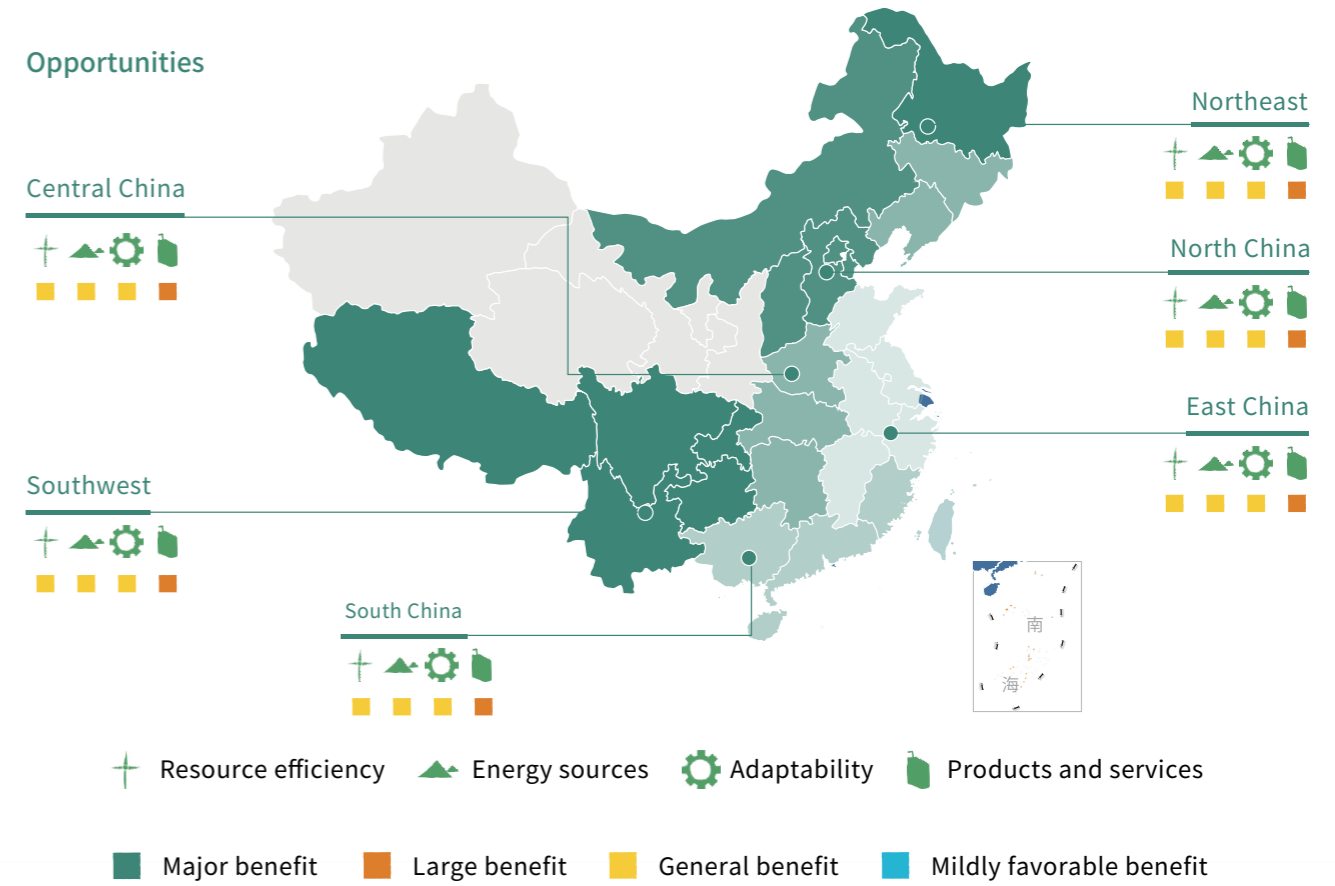 Opportunities
Northeast
Central China
North China
East China
Southwest
South China
南
海
Resource efficiency
Energy sources
Adaptability
Products and services
Major benefit
Large benefit
General benefit
Mildly favorable benefit